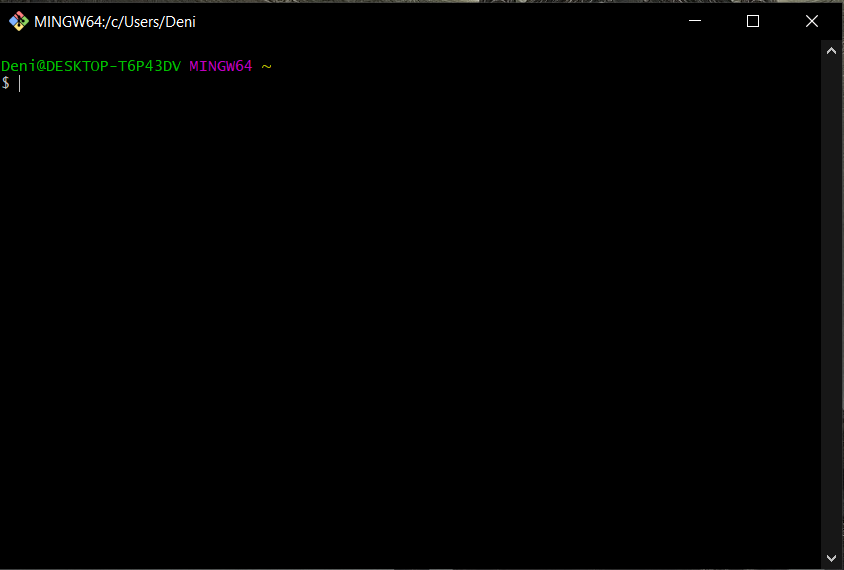 MINGW64:/c/Users/Deni
Deni@DESKTOP-T6P43DV MINGW64 ~
$